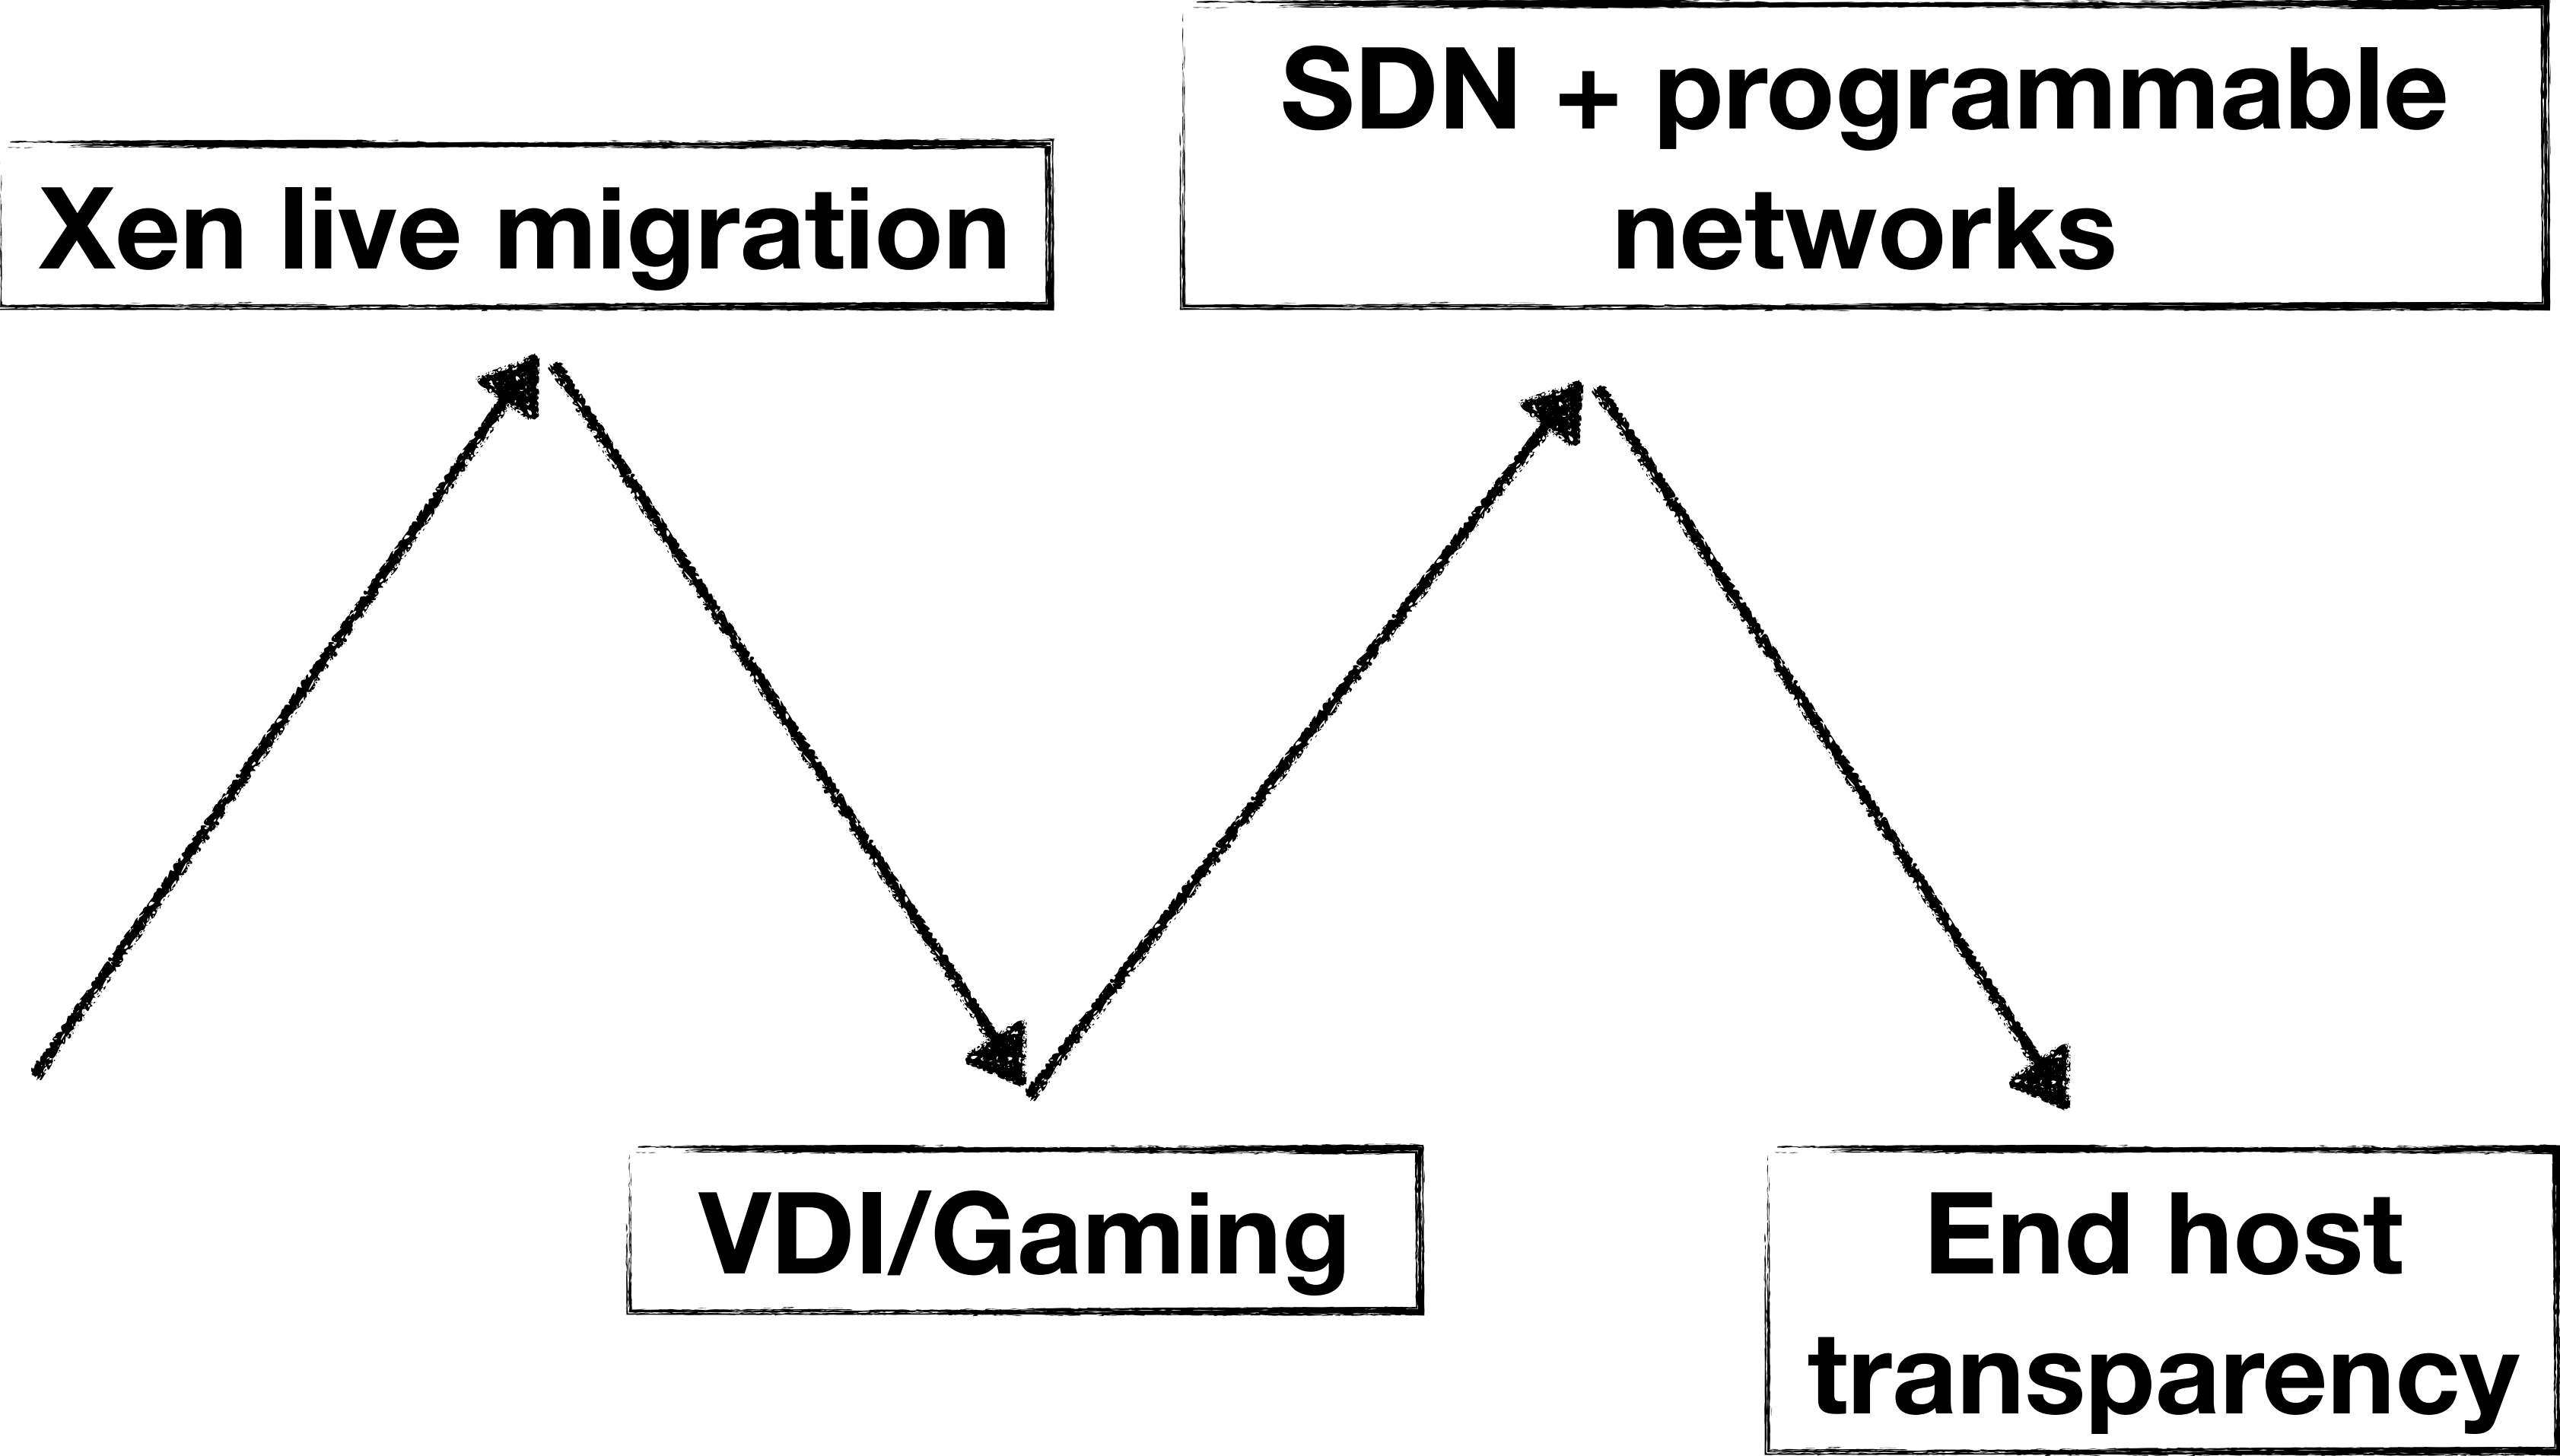 Xen live migration
SDN + programmable
networks
VDI/Gaming
End host
transparency